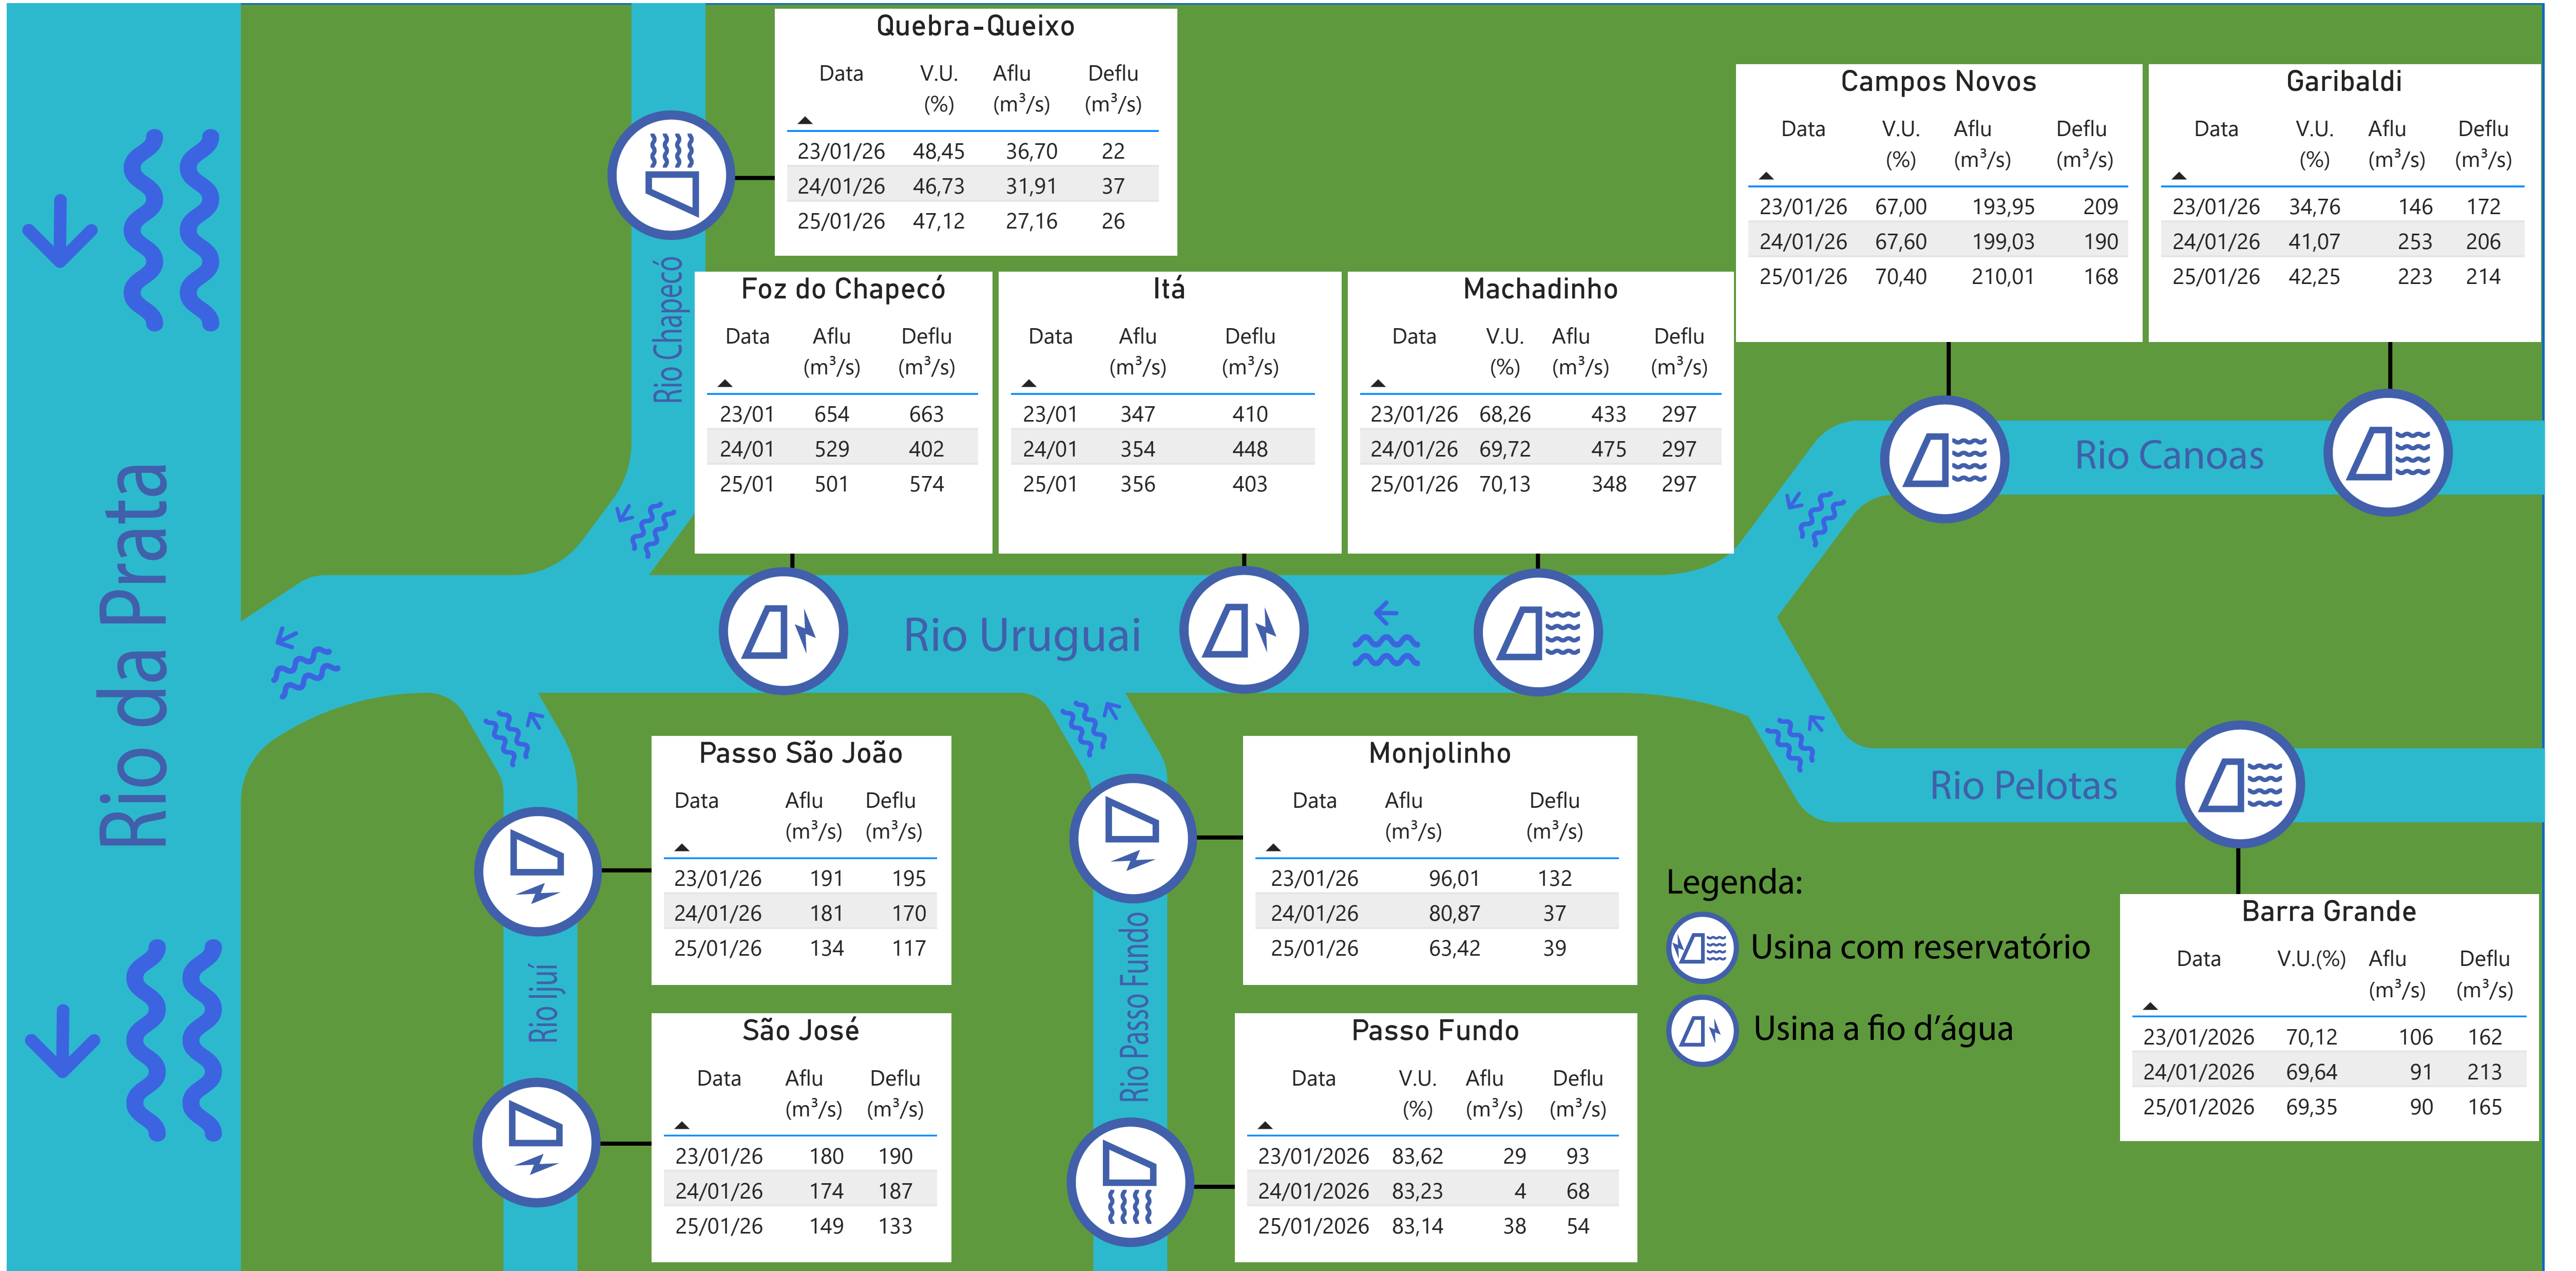 Quebra-Queixo
Data V.U. (%) Aflu (m³/s) Deflu (m³/s)
23/01/26 48,45 36,70 22
24/01/26 46,73 31,91 37
25/01/26 47,12 27,16 26
Campos Novos
Data V.U. (%) Aflu (m³/s) Deflu (m³/s)
23/01/26 67,00 193,95 209
24/01/26 67,60 199,03 190
25/01/26 70,40 210,01 168
Garibaldi
Data V.U. (%) Aflu (m³/s) Deflu (m³/s)
23/01/26 34,76 146 172
24/01/26 41,07 253 206
25/01/26 42,25 223 214
Rio Chapecó
Foz do Chapecó
Data Aflu (m³/s) Deflu (m³/s)
23/01 654 663
24/01 529 402
25/01 501 574
Itá
Data Aflu (m³/s) Deflu (m³/s)
23/01 347 410
24/01 354 448
25/01 356 403
Machadinho
Data V.U. (%) Aflu (m³/s) Deflu (m³/s)
23/01/26 68,26 433 297
24/01/26 69,72 475 297
25/01/26 70,13 348 297
Rio Canoas
Rio da Prata
Rio Uruguai
Rio Pelotas
Passo São João
Data Aflu (m³/s) Deflu (m³/s)
23/01/26 191 195
24/01/26 181 170
25/01/26 134 117
Monjolinho
Data Aflu (m³/s) Deflu (m³/s)
23/01/26 96,01 132
24/01/26 80,87 37
25/01/26 63,42 39
Rio Ijuí
Rio Passo Fundo
Legenda:
Usina com reservatório
Usina a fio d’água
Barra Grande
Data V.U.(%) Aflu (m³/s) Deflu (m³/s)
23/01/2026 70,12 106 162
24/01/2026 69,64 91 213
25/01/2026 69,35 90 165
São José
Data Aflu (m³/s) Deflu (m³/s)
23/01/26 180 190
24/01/26 174 187
25/01/26 149 133
Passo Fundo
Data V.U. (%) Aflu (m³/s) Deflu (m³/s)
23/01/2026 83,62 29 93
24/01/2026 83,23 4 68
25/01/2026 83,14 38 54